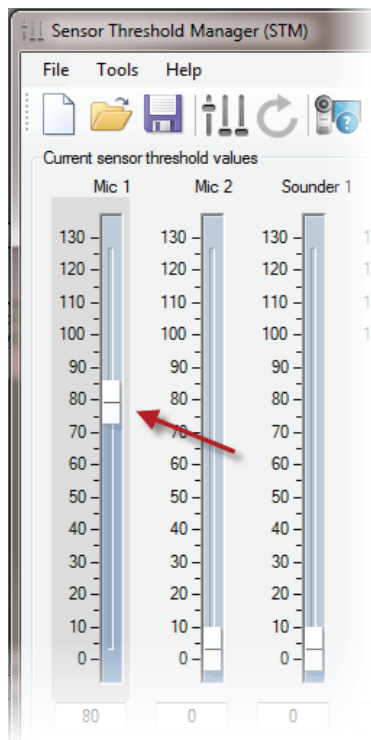 Sensor Threshold Manager (STM)
File Tools Help
Current sensor threshold values
Mic 1 Mic 2 Sounder 1
130 130 130
120 120 120
110 110 110
100 100 100
90 90 90
80 80 80
70 70 70
60 60 60
50 50 50
40 40 40
30 30 30
20 20 20
10 10 10
0 0 0
80 0 0